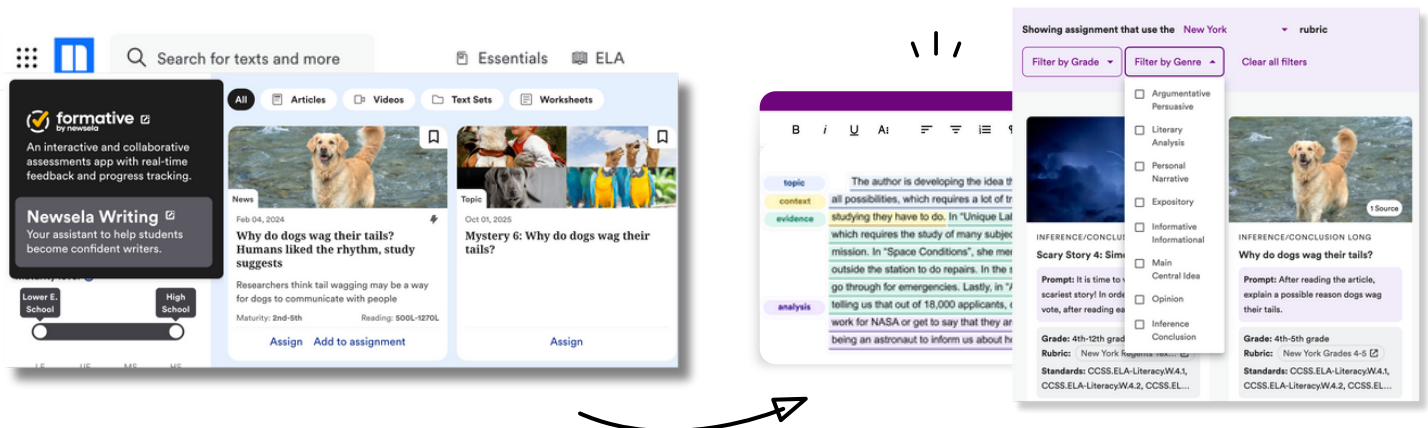 Search for texts and more
Essentials
ELA
formative
by newsela
An interactive and collaborative
assessments app with real-time
feedback and progress tracking.
Newsela Writing
Your assistant to help students
become confident writers.
Lower E.
School
High
School
All
Articles
Videos
Text Sets
Worksheets
News
Feb 04, 2024
Why do dogs wag their tails?
Humans liked the rhythm, study
suggests
Researchers think tail wagging may be a way
for dogs to communicate with people
Maturity: 2nd-5th
Reading: 500L-1270L
Assign
Add to assignment
Topic
Oct 01, 2025
Mystery 6: Why do dogs wag their
tails?
Assign
B i U A
topic
context
evidence
analysis
The author is developing the idea
all possibilities, which requires a lot of
studying they have to do. In "Unique
which requires the study of many
mission. In "Space Conditions", she
outside the station to do repairs. In the
go through for emergencies. Lastly, in
telling us that out of 18,000 applicants,
work for NASA or get to say that they
being an astronaut to inform us about
Showing assignment that use the New York rubric
Filter by Grade
Filter by Genre
Clear all filters
Argumentative
Persuasive
Literary
Analysis
Personal
Narrative
Expository
Informative
Informational
Main
Central Idea
Opinion
Inference
Conclusion
Scary Story 4:
Prompt: It is time to
scariest story! In
vote, after reading
Grade: 4th-12th
Rubric: New York Regents
Standards: CCSS.ELA-Literacy.W.4.1,
CCSS.ELA-Literacy.W.4.2, CCSS.EL...
1 Source
INFERENCE/CONCLUSION LONG
Why do dogs wag their tails?
Prompt: After reading the article,
explain a possible reason dogs wag
their tails.
Grade: 4th-5th grade
Rubric: New York Grades 4-5
Standards: CCSS.ELA-Literacy.W.4.1,
CCSS.ELA-Literacy.W.4.2, CCSS.EL...